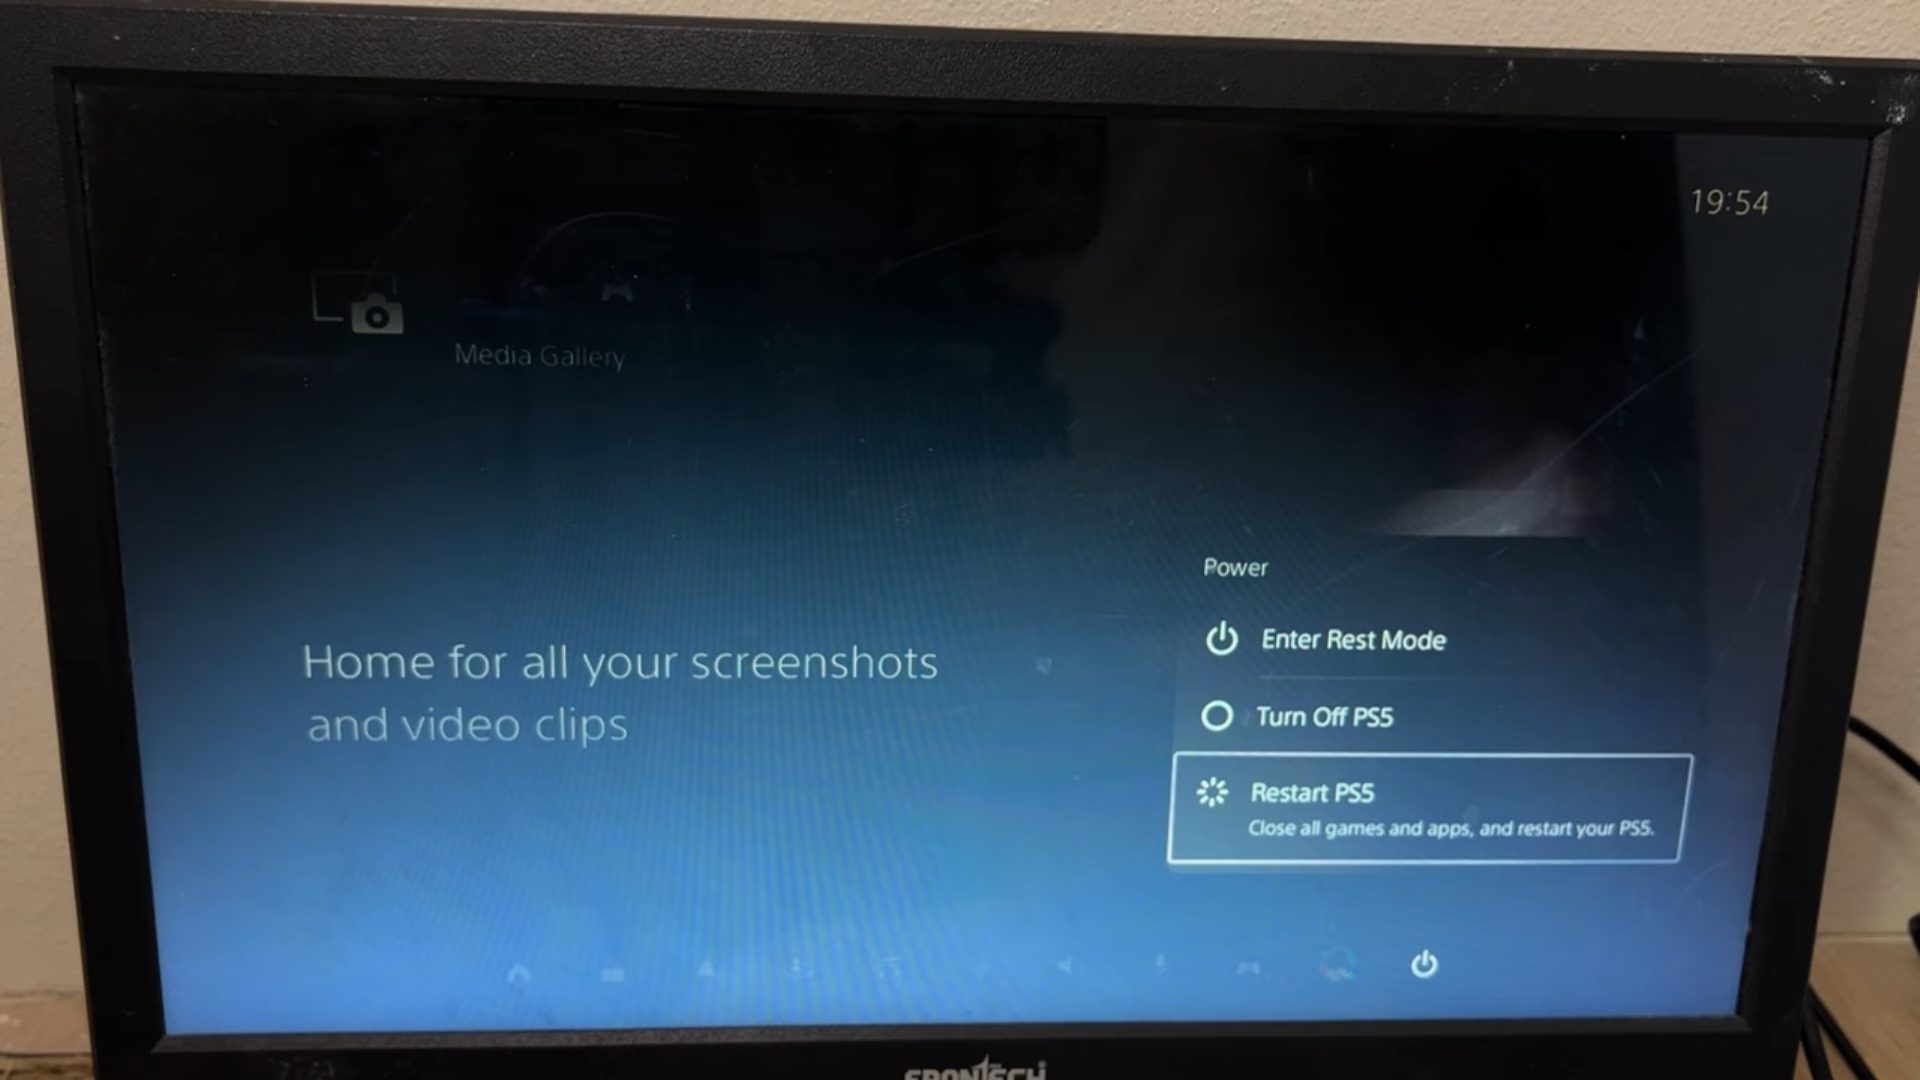 19:54
Media Gallery
Home for all your screenshots
and video clips
Power
Enter Rest Mode
Turn Off PS5
Restart PS5
Close all games and apps, and restart your PS5.
FRONTECH